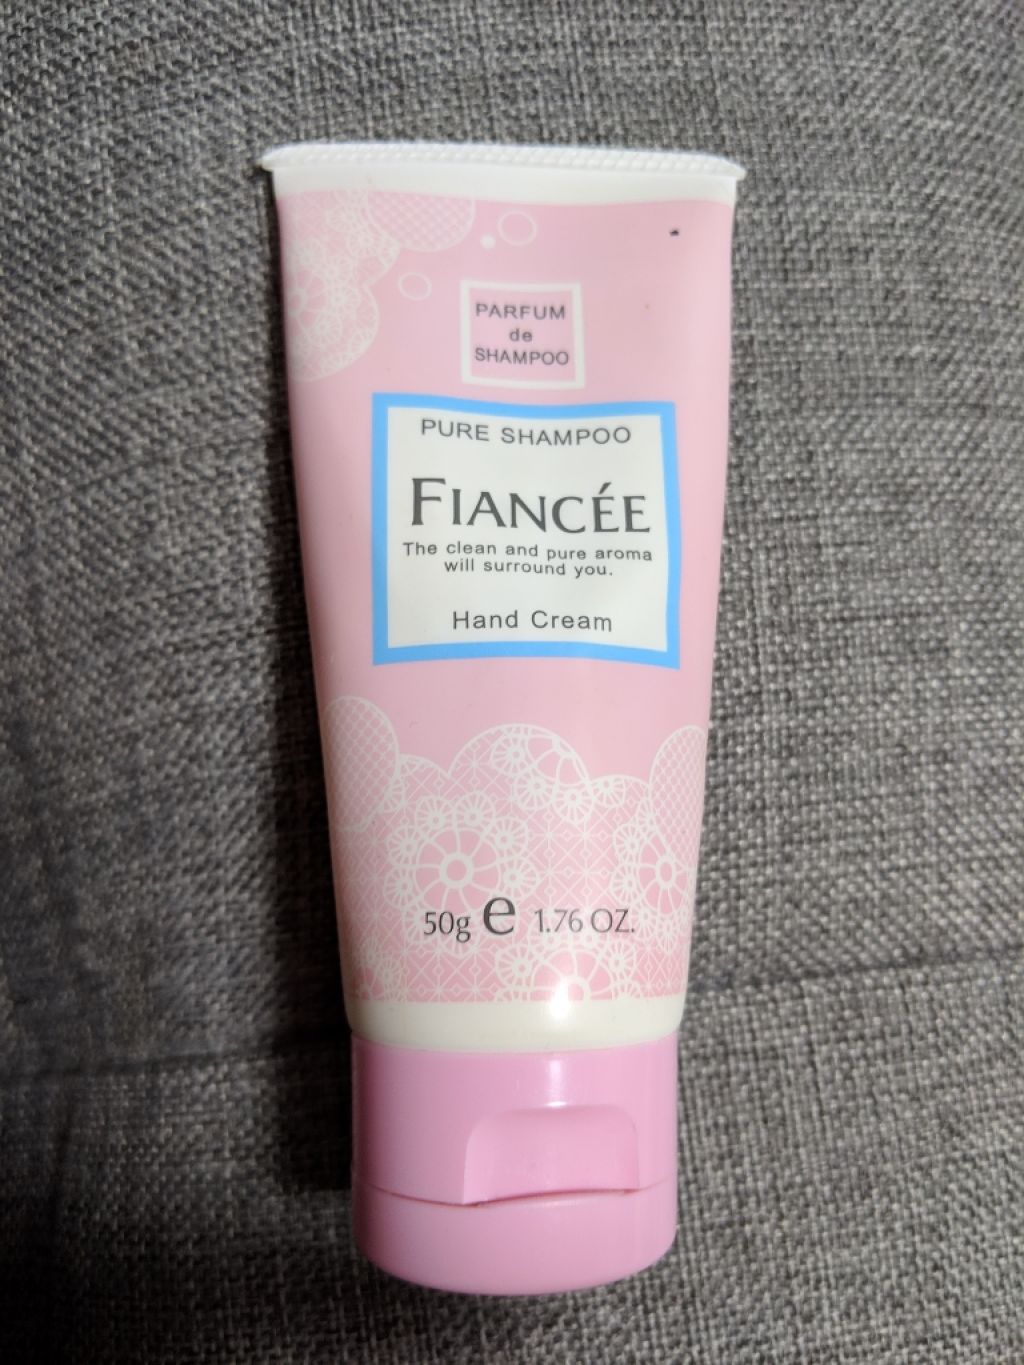 PARFUM
de
SHAMPOO
PURE SHAMPOO
FIANCÉE
The clean and pure aroma
will surround you.
Hand Cream
50g e 1.76 OZ.